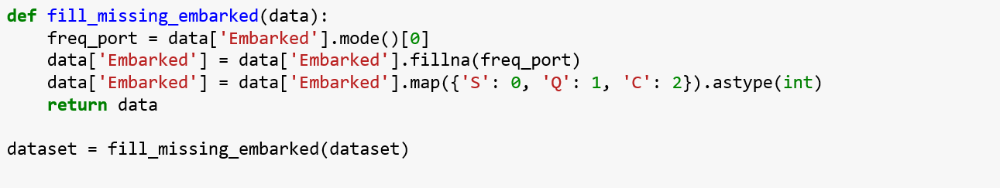 def fill_missing_embarked(data):
    freq_port = data['Embarked'].mode()[0]
    data['Embarked'] = data['Embarked'].fillna(freq_port)
    data['Embarked'] = data['Embarked'].map({'S': 0, 'Q': 1, 'C': 2}).astype(int)
    return data

dataset = fill_missing_embarked(dataset)